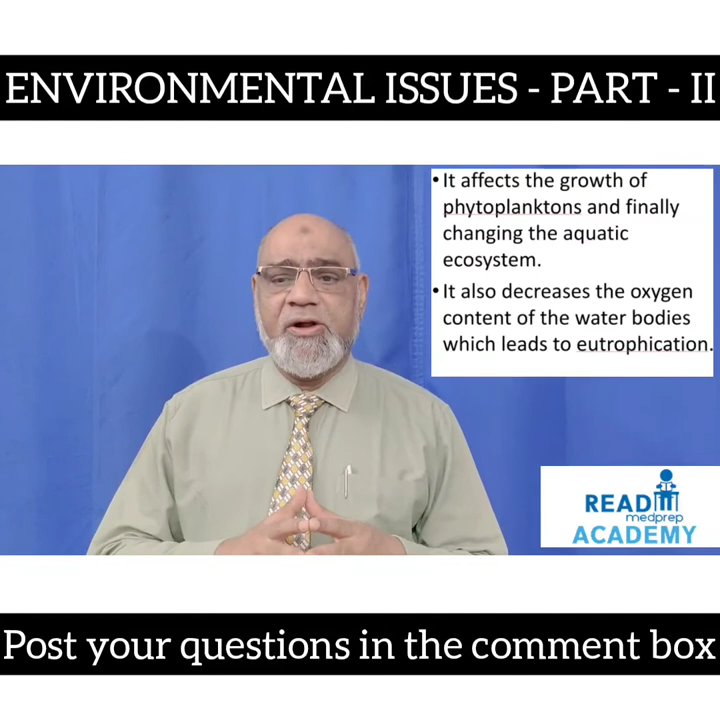 ENVIRONMENTAL ISSUES - PART - II
• It affects the growth of
phytoplanktons and finally
changing the aquatic
ecosystem.
• It also decreases the oxygen
content of the water bodies
which leads to eutrophication.
READ
medprep
ACADEMY
Post your questions in the comment box